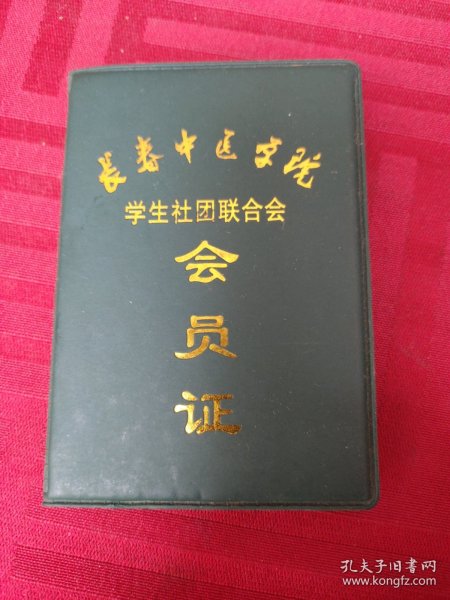 长春中医学院
学生社团联合会
会
员
证
孔夫子旧书网
www.kongfz.com